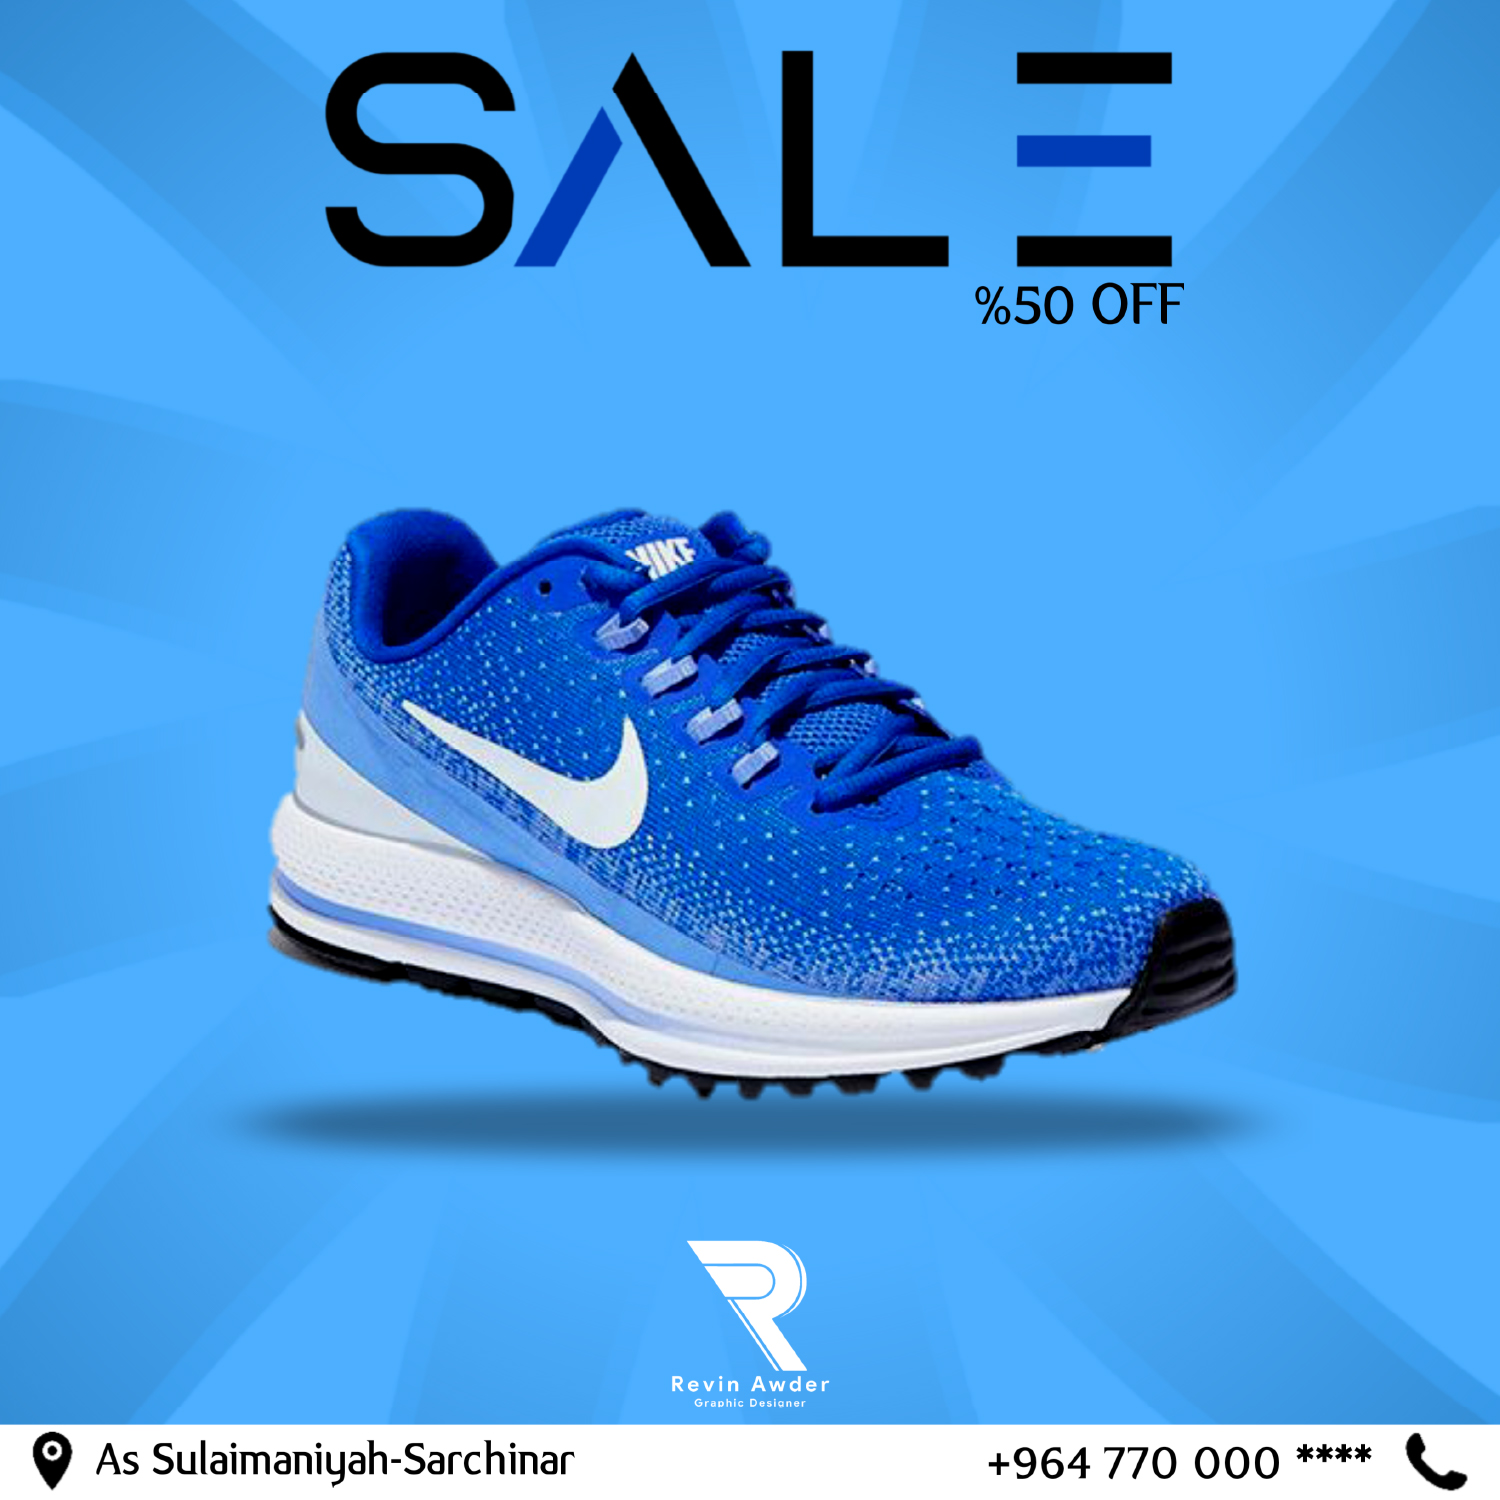 SALE
%50 OFF
NIKE
Revin Awder
Graphic Designer
As Sulaimaniyah-Sarchinar
+964 770 000 ****